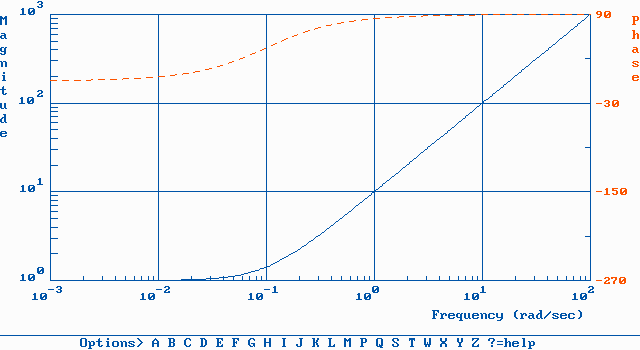 10³ 90
Magnitude
Phase
10² -30
10¹ -150
10⁰ -270
10⁻³ 10⁻² 10⁻¹ 10⁰ 10¹ 10²
Frequency (rad/sec)
Options> A B C D E F G H I J K L M P Q S T W X Y Z ?=help